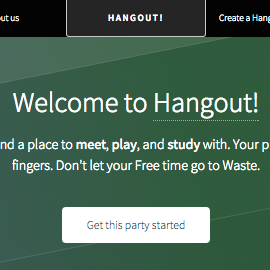 ut us HANGOUT! Create a Hang
Welcome to Hangout!
nd a place to meet, play, and study with. Your p
fingers. Don't let your Free time go to Waste.
Get this party started